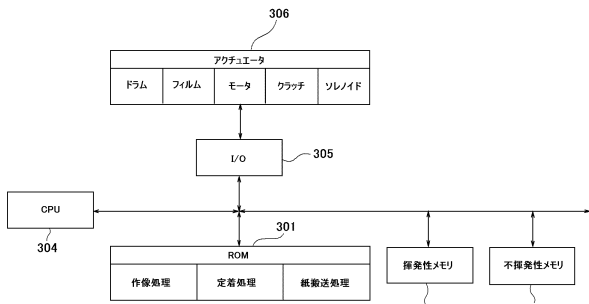 306
アクチュエータ
ドラム フィルム モータ クラッチ ソレノイド
I/O
305
CPU
304
301
ROM
作像処理 定着処理 紙搬送処理
揮発性メモリ 不揮発性メモリ